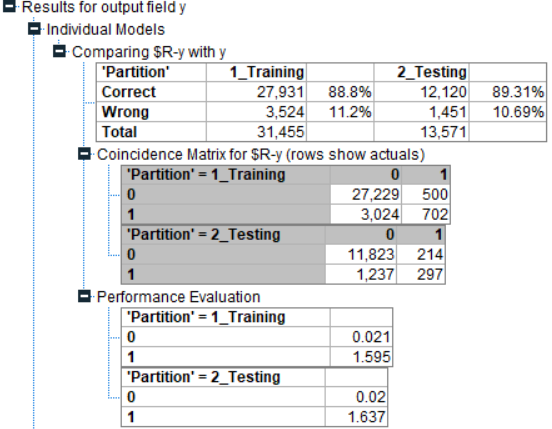 Results for output field y
Individual Models
Comparing $R-y with y
'Partition' 1_Training 2_Testing
Correct 27,931 88.8% 12,120 89.31%
Wrong 3,524 11.2% 1,451 10.69%
Total 31,455 13,571
Coincidence Matrix for $R-y (rows show actuals)
'Partition' = 1_Training 0 1
0 27,229 500
1 3,024 702
'Partition' = 2_Testing 0 1
0 11,823 214
1 1,237 297
Performance Evaluation
'Partition' = 1_Training
0 0.021
1 1.595
'Partition' = 2_Testing
0 0.02
1 1.637